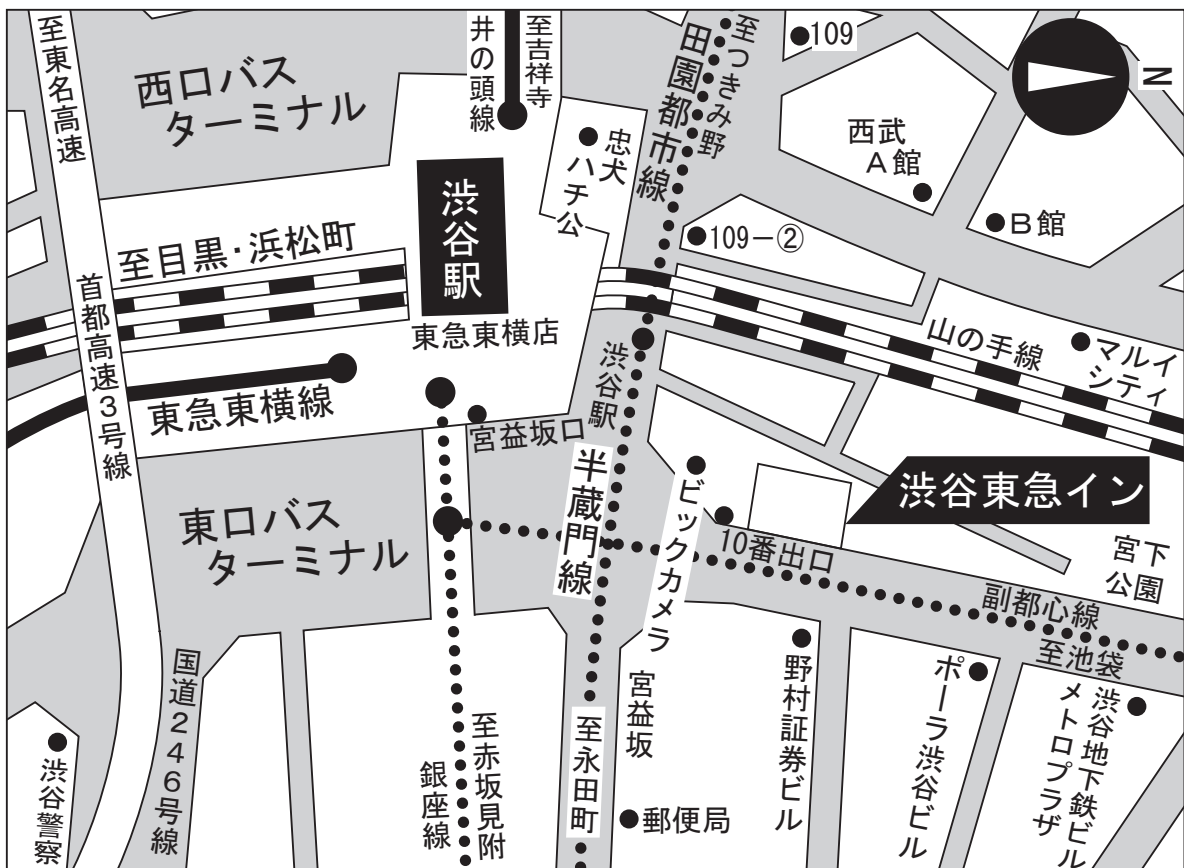 至東名高速
西口バス
ターミナル
井の頭線
至吉祥寺
至つきみ野
田園都市線
109
N
西武
A館
B館
忠犬
ハチ公
渋谷駅
109−②
至目黒・浜松町
首都高速3号線
東急東横店
山の手線
マルイ
シティ
東急東横線
渋谷駅
宮益坂口
半蔵門線
ビックカメラ
渋谷東急イン
東口バス
ターミナル
10番出口
宮下
公園
副都心線
至池袋
国道246号線
渋谷警察
銀座線
至赤坂見附
至永田町
宮益坂
郵便局
野村証券ビル
ポーラ渋谷ビル
渋谷地下鉄ビル
メトロプラザ